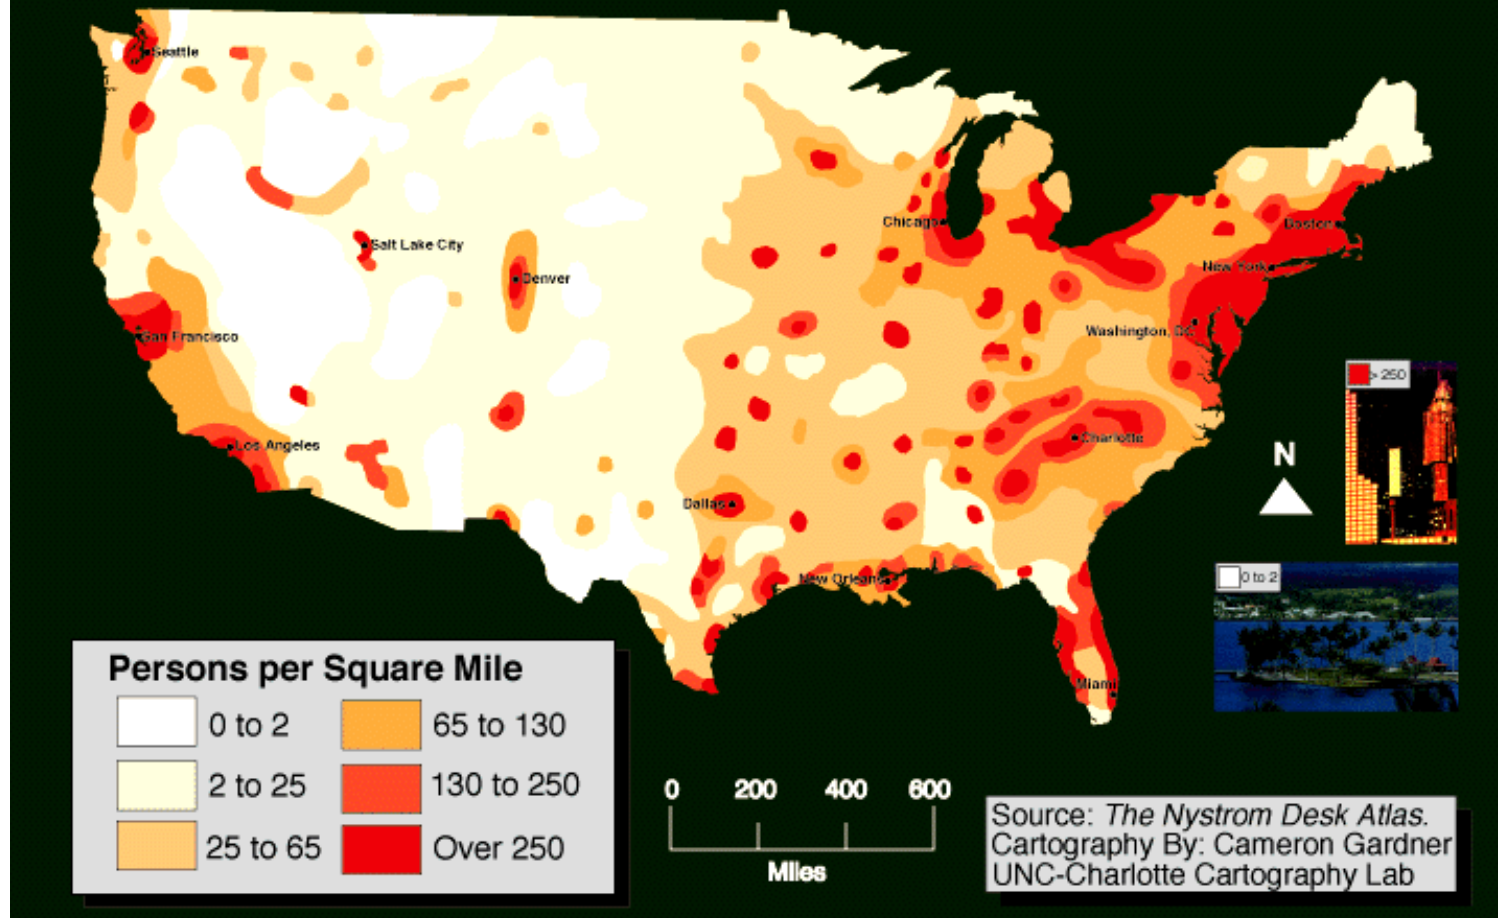 Seattle
Salt Lake City
Denver
San Francisco
Los Angeles
Chicago
Boston
New York
Washington, Dc
Charlotte
Dallas
New Orleans
Miami
> 250
N
0 to 2
Persons per Square Mile
0 to 2
65 to 130
2 to 25
130 to 250
25 to 65
Over 250
0 200 400 600
Miles
Source: The Nystrom Desk Atlas.
Cartography By: Cameron Gardner
UNC-Charlotte Cartography Lab